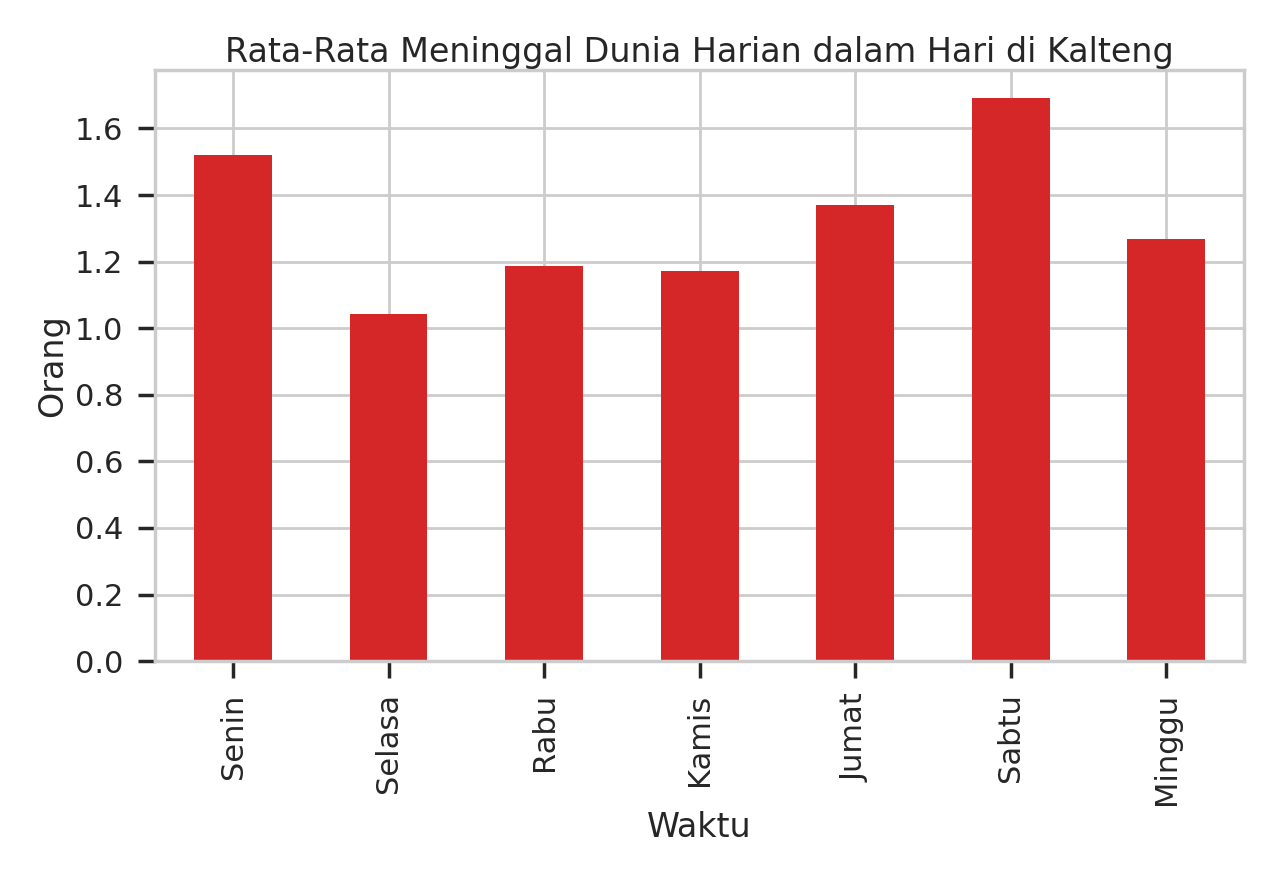 Rata-Rata Meninggal Dunia Harian dalam Hari di Kalteng
Orang
1.6
1.4
1.2
1.0
0.8
0.6
0.4
0.2
0.0
Senin
Selasa
Rabu
Kamis
Jumat
Sabtu
Minggu
Waktu